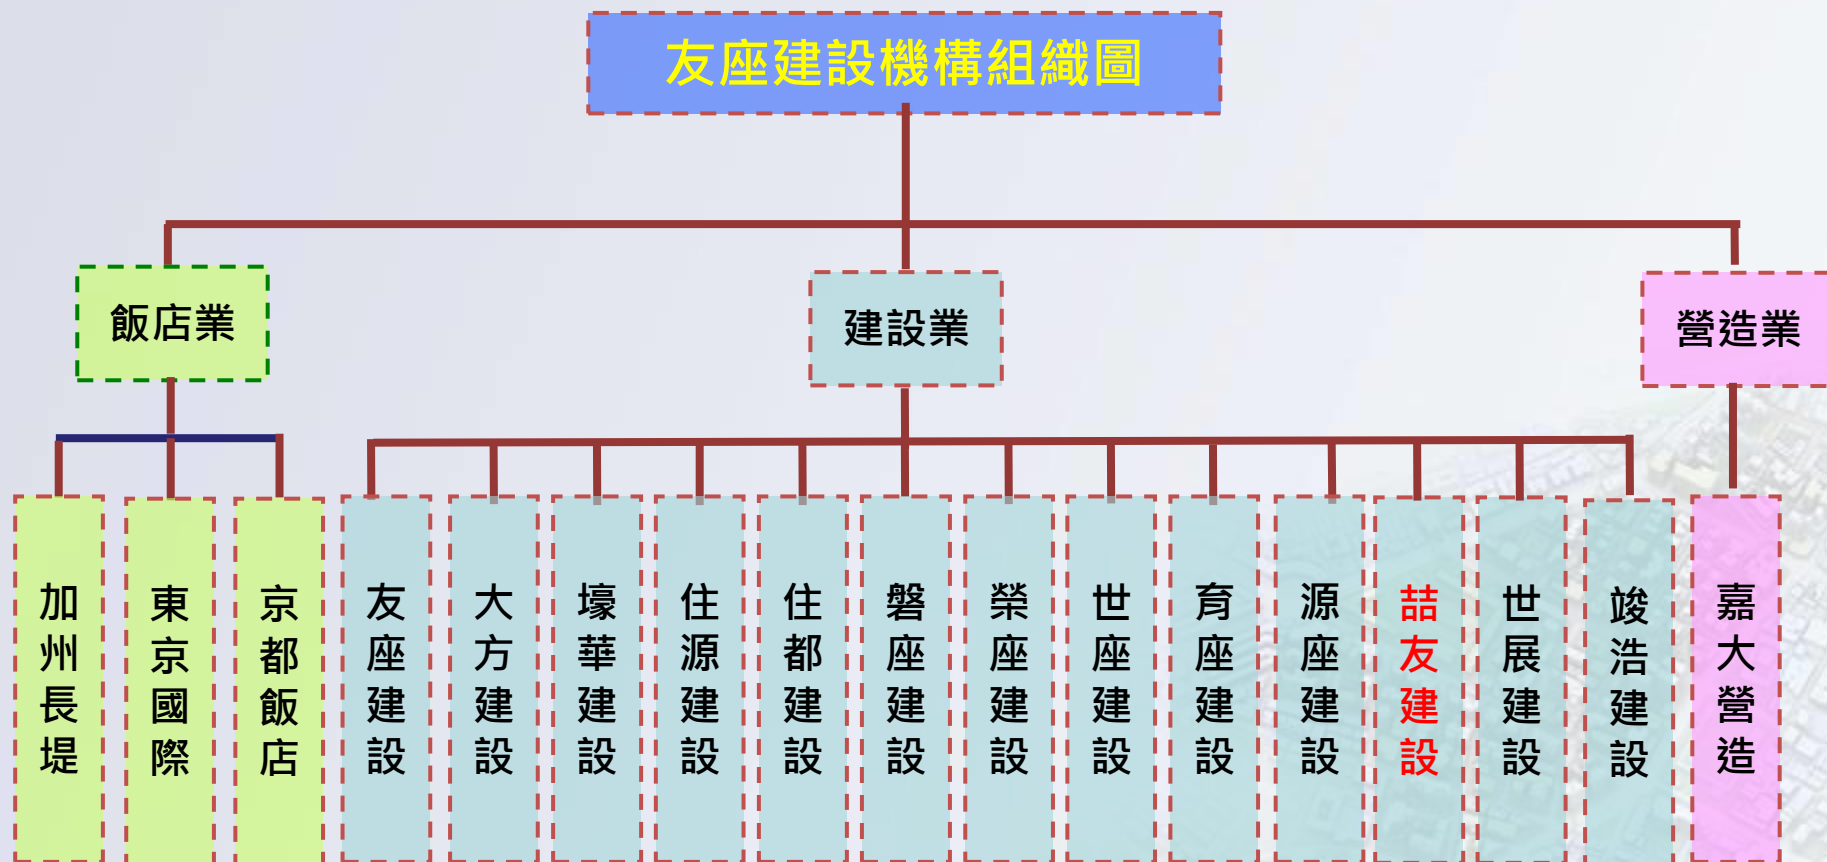 友座建設機構組織圖
飯店業
建設業
營造業
加州長堤
東京國際
京都飯店
友座建設
大方建設
壕華建設
住源建設
住都建設
磐座建設
榮座建設
世座建設
育座建設
源座建設
喆友建設
世展建設
竣浩建設
嘉大營造